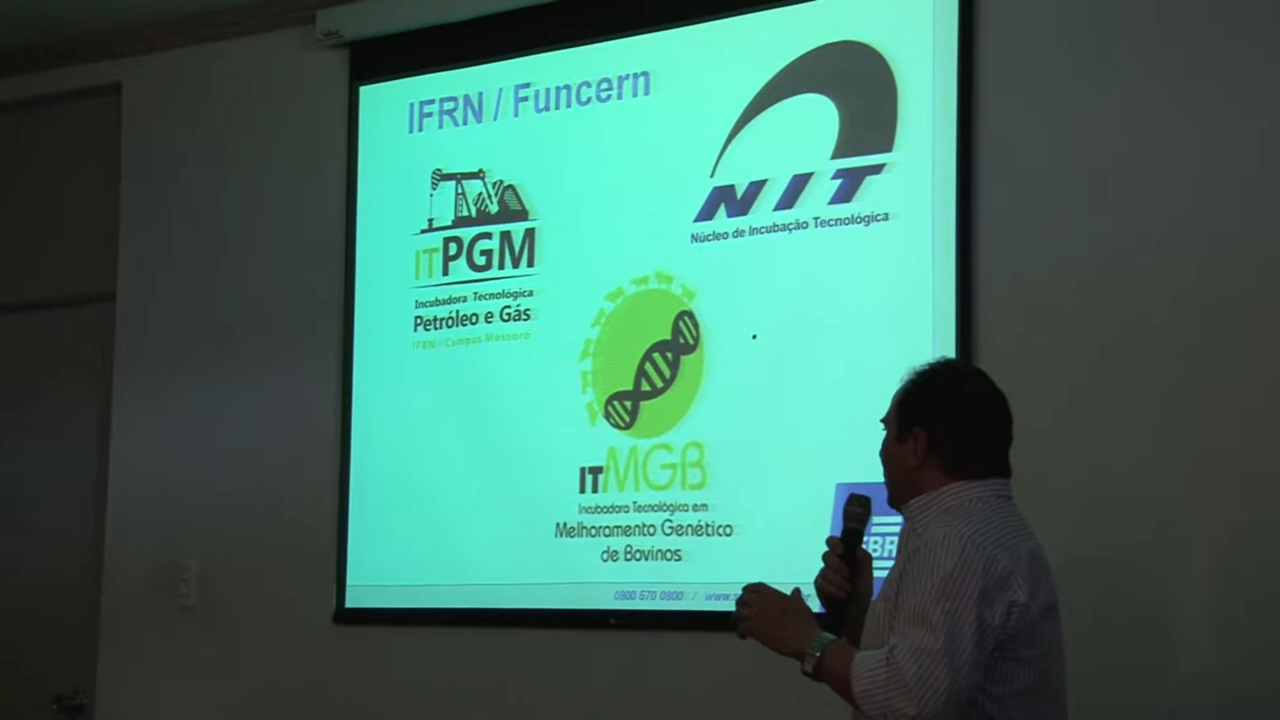 IFRN / Funcern
NIT
Núcleo de Incubação Tecnológica
ITPGM
Incubadora Tecnológica
Petróleo e Gás
IFRN - Campus Mossoró
ITMGB
Incubadora Tecnológica em
Melhoramento Genético
de Bovinos
0800 570 0800 /